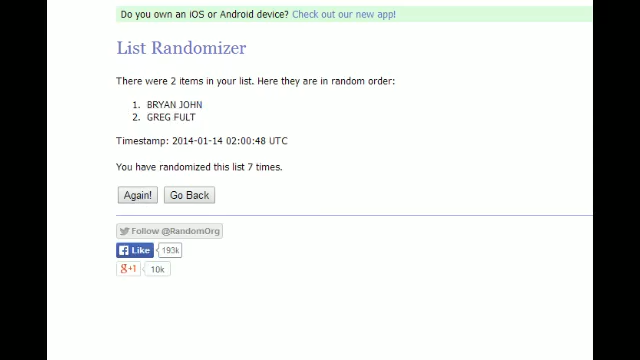 Do you own an iOS or Android device? Check out our new app!
List Randomizer
There were 2 items in your list. Here they are in random order:
1. BRYAN JOHN
2. GREG FULT
Timestamp: 2014-01-14 02:00:48 UTC
You have randomized this list 7 times.
Again! Go Back
Follow @RandomOrg
Like 193k
g+1 10k